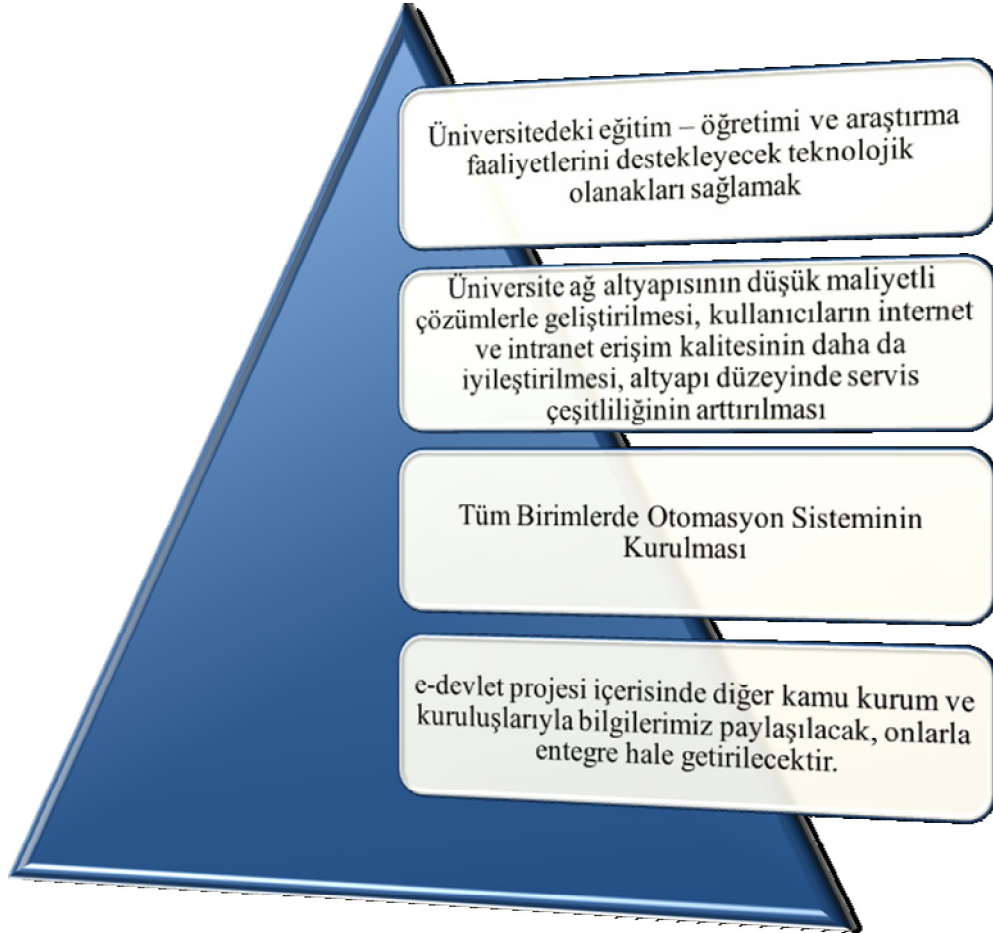 Üniversitedeki eğitim – öğretimi ve araştırma
faaliyetlerini destekleyecek teknolojik
olanakları sağlamak
Üniversite ağ altyapısının düşük maliyetli
çözümlerle geliştirilmesi, kullanıcıların internet
ve intranet erişim kalitesinin daha da
iyileştirilmesi, altyapı düzeyinde servis
çeşitliliğinin arttırılması
Tüm Birimlerde Otomasyon Sisteminin
Kurulması
e-devlet projesi içerisinde diğer kamu kurum ve
kuruluşlarıyla bilgilerimiz paylaşılacak, onlarla
entegre hale getirilecektir.